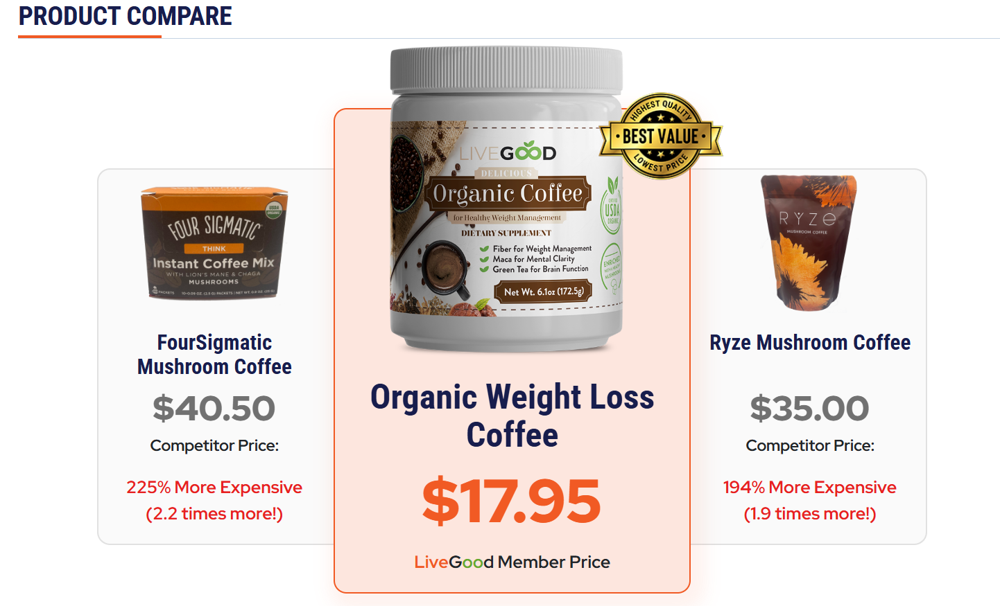 PRODUCT COMPARE
HIGHEST QUALITY
BEST VALUE
LOWEST PRICE
LIVEGOOD
DELICIOUS
Organic Coffee
for Healthy Weight Management
DIETARY SUPPLEMENT
Fiber for Weight Management
Maca for Mental Clarity
Green Tea for Brain Function
Net Wt. 6.1oz (172.5g)
USDA
ORGANIC
ENRICHED
MUSHROOMS
USDA
ORGANIC
FOUR SIGMATIC
THINK
Instant Coffee Mix
WITH LION'S MANE & CHAGA
MUSHROOMS
RYZE
MUSHROOM COFFEE
FourSigmatic
Mushroom Coffee
$40.50
Competitor Price:
225% More Expensive
(2.2 times more!)
Organic Weight Loss
Coffee
$17.95
LiveGood Member Price
Ryze Mushroom Coffee
$35.00
Competitor Price:
194% More Expensive
(1.9 times more!)